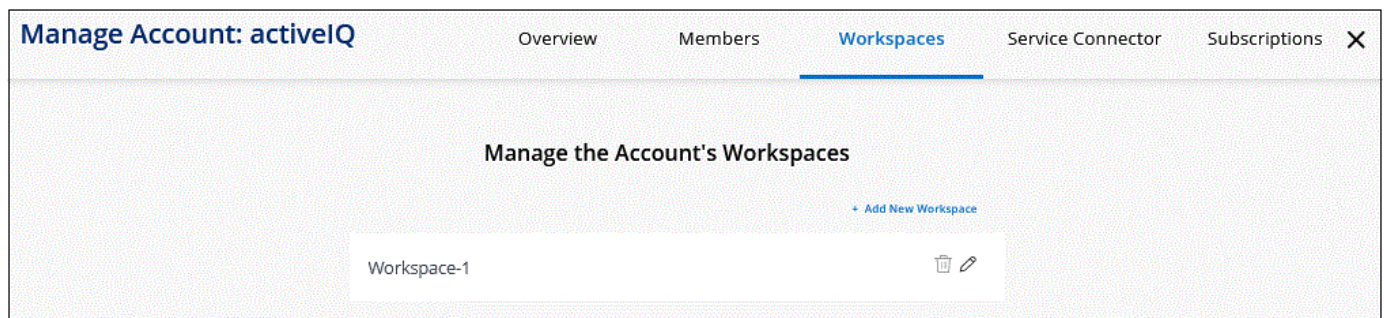 Manage Account: activeIQ
Overview Members Workspaces Service Connector Subscriptions
Manage the Account's Workspaces
+ Add New Workspace
Workspace-1